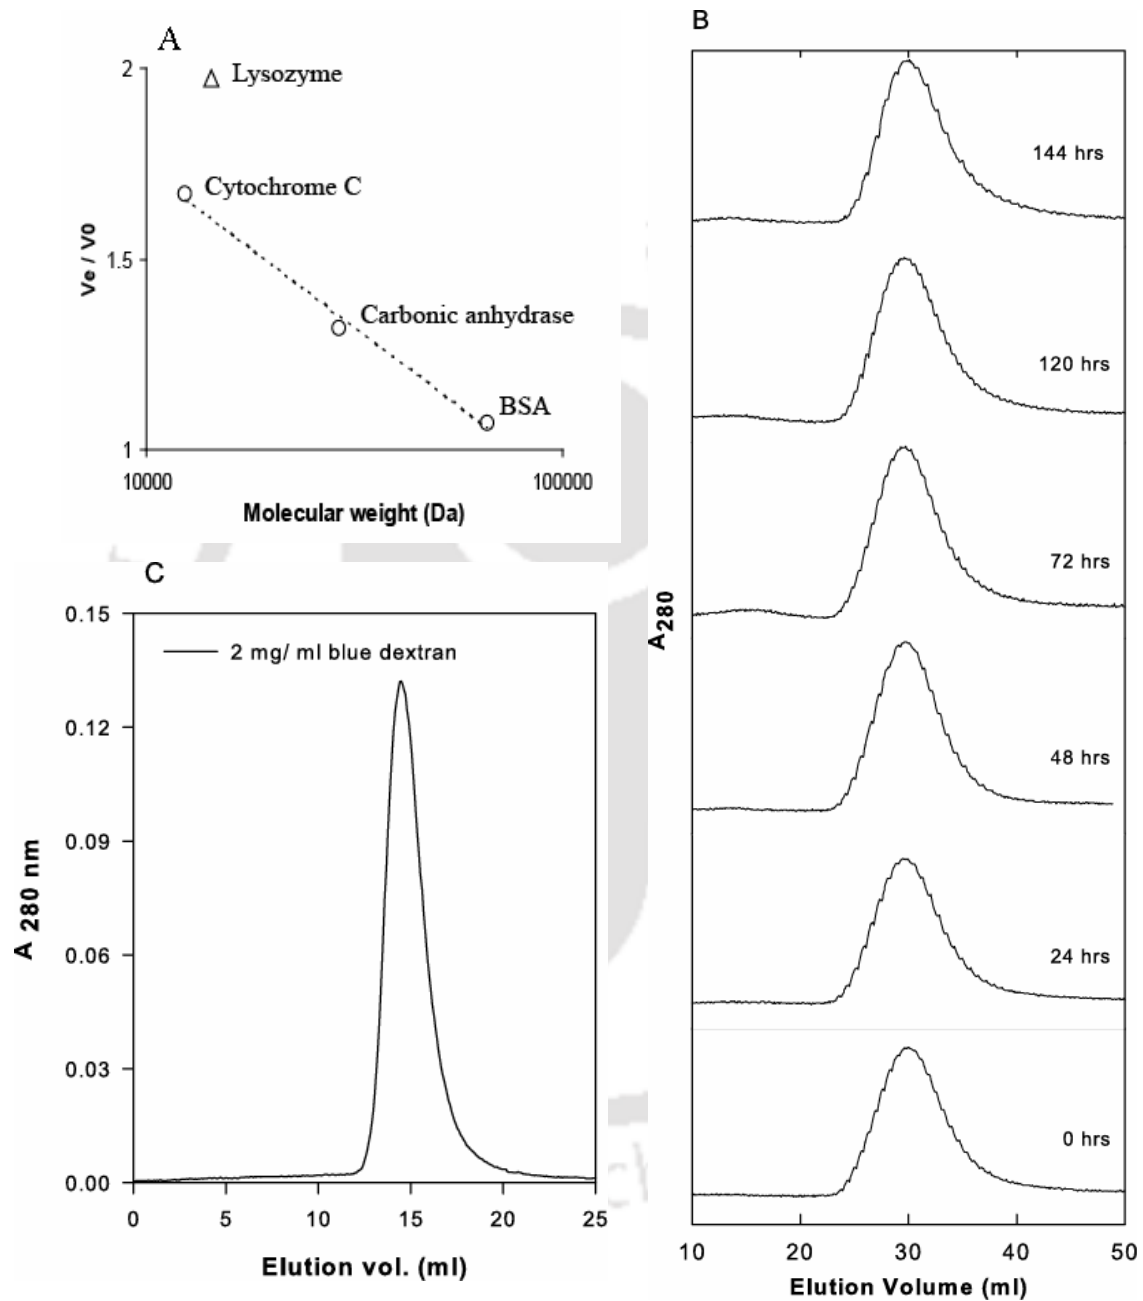 A
2
Lysozyme
Cytochrome C
Ve / V0
1.5
Carbonic anhydrase
BSA
1
10000
100000
Molecular weight (Da)
B
144 hrs
120 hrs
72 hrs
A280
48 hrs
24 hrs
0 hrs
10 20 30 40 50
Elution Volume (ml)
C
0.15
2 mg/ ml blue dextran
0.12
0.09
A 280 nm
0.06
0.03
0.00
0 5 10 15 20 25
Elution vol. (ml)